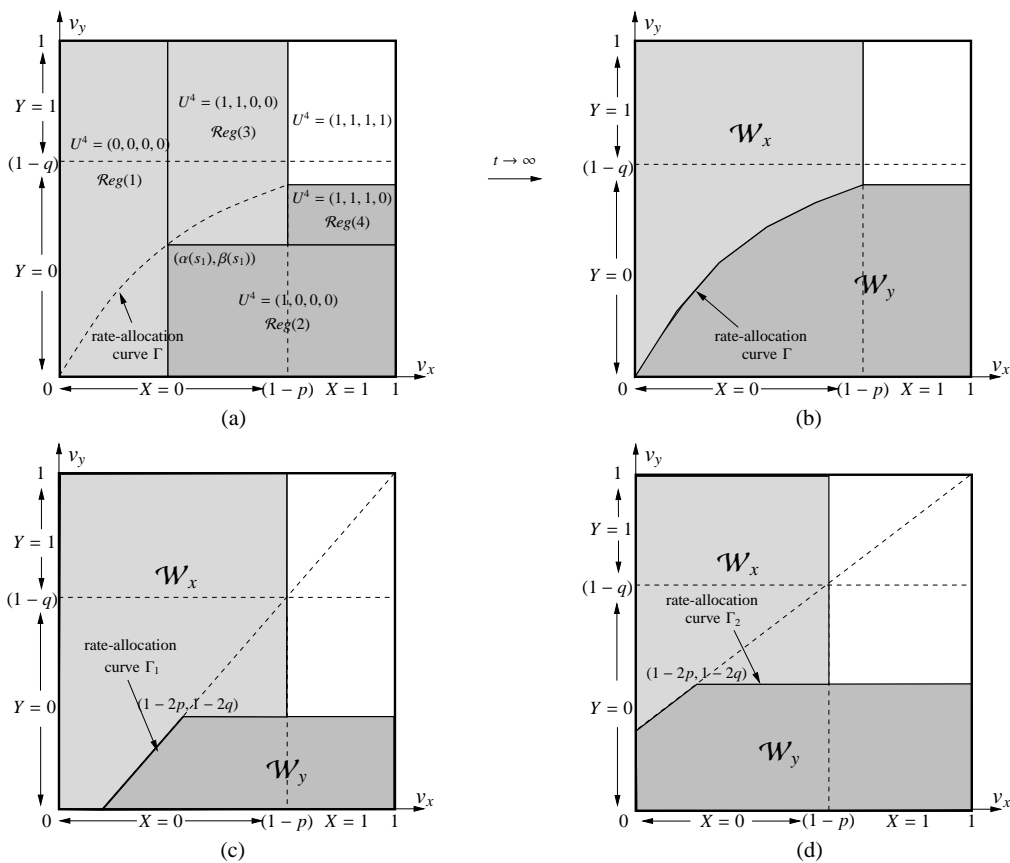 v_y
1
Y = 1
(1−q)
Y = 0
0
U^4 = (0, 0, 0, 0)
Reg(1)
U^4 = (1, 1, 0, 0)
Reg(3)
U^4 = (1, 1, 1, 1)
U^4 = (1, 1, 1, 0)
Reg(4)
(α(s_1), β(s_1))
U^4 = (1, 0, 0, 0)
Reg(2)
rate-allocation
curve Γ
X = 0
(1−p)
X = 1
1
v_x
(a)
t → ∞
v_y
1
Y = 1
(1−q)
Y = 0
0
W_x
W_y
rate-allocation
curve Γ
X = 0
(1−p)
X = 1
1
v_x
(b)
v_y
1
Y = 1
(1−q)
Y = 0
0
W_x
rate-allocation
curve Γ_1
(1−2p, 1−2q)
W_y
X = 0
(1−p)
X = 1
1
v_x
(c)
v_y
1
Y = 1
(1−q)
Y = 0
0
W_x
rate-allocation
curve Γ_2
(1−2p, 1−2q)
W_y
X = 0
(1−p)
X = 1
1
v_x
(d)